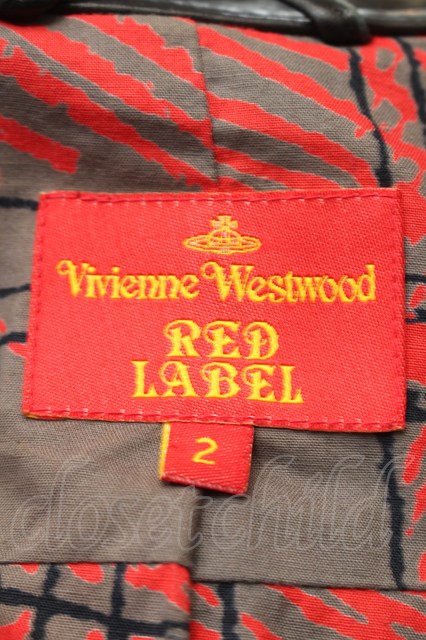 Vivienne Westwood
RED
LABEL
2
closetchild